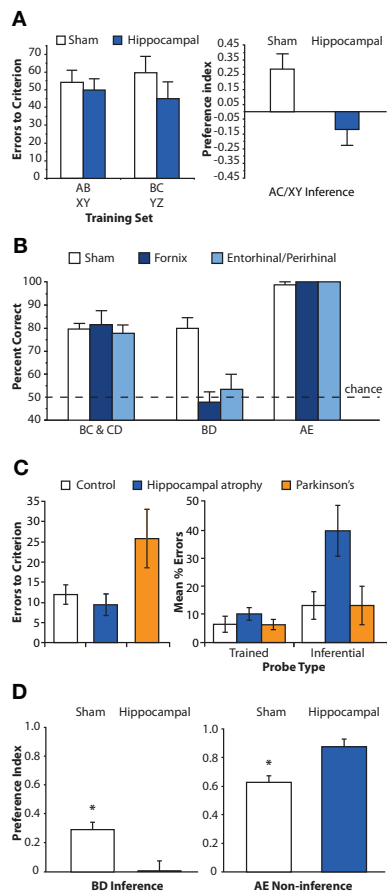 A
Sham Hippocampal
Errors to Criterion
70
60
50
40
30
20
10
0
AB BC
XY YZ
Training Set
Sham Hippocampal
Preference index
0.45
0.35
0.25
0.15
0.05
-0.05
-0.15
-0.25
-0.35
-0.45
AC/XY Inference
B
Sham Fornix Entorhinal/Perirhinal
Percent Correct
100
90
80
70
60
50
40
chance
BC & CD BD AE
C
Control Hippocampal atrophy Parkinson's
Errors to Criterion
35
30
25
20
15
10
5
0
Mean % Errors
50
40
30
20
10
0
Trained Inferential
Probe Type
D
Sham Hippocampal
Preference Index
1.0
0.8
0.6
0.4
0.2
*
BD Inference
Sham Hippocampal
1.0
0.8
0.6
0.4
0.2
0.0
*
AE Non-inference